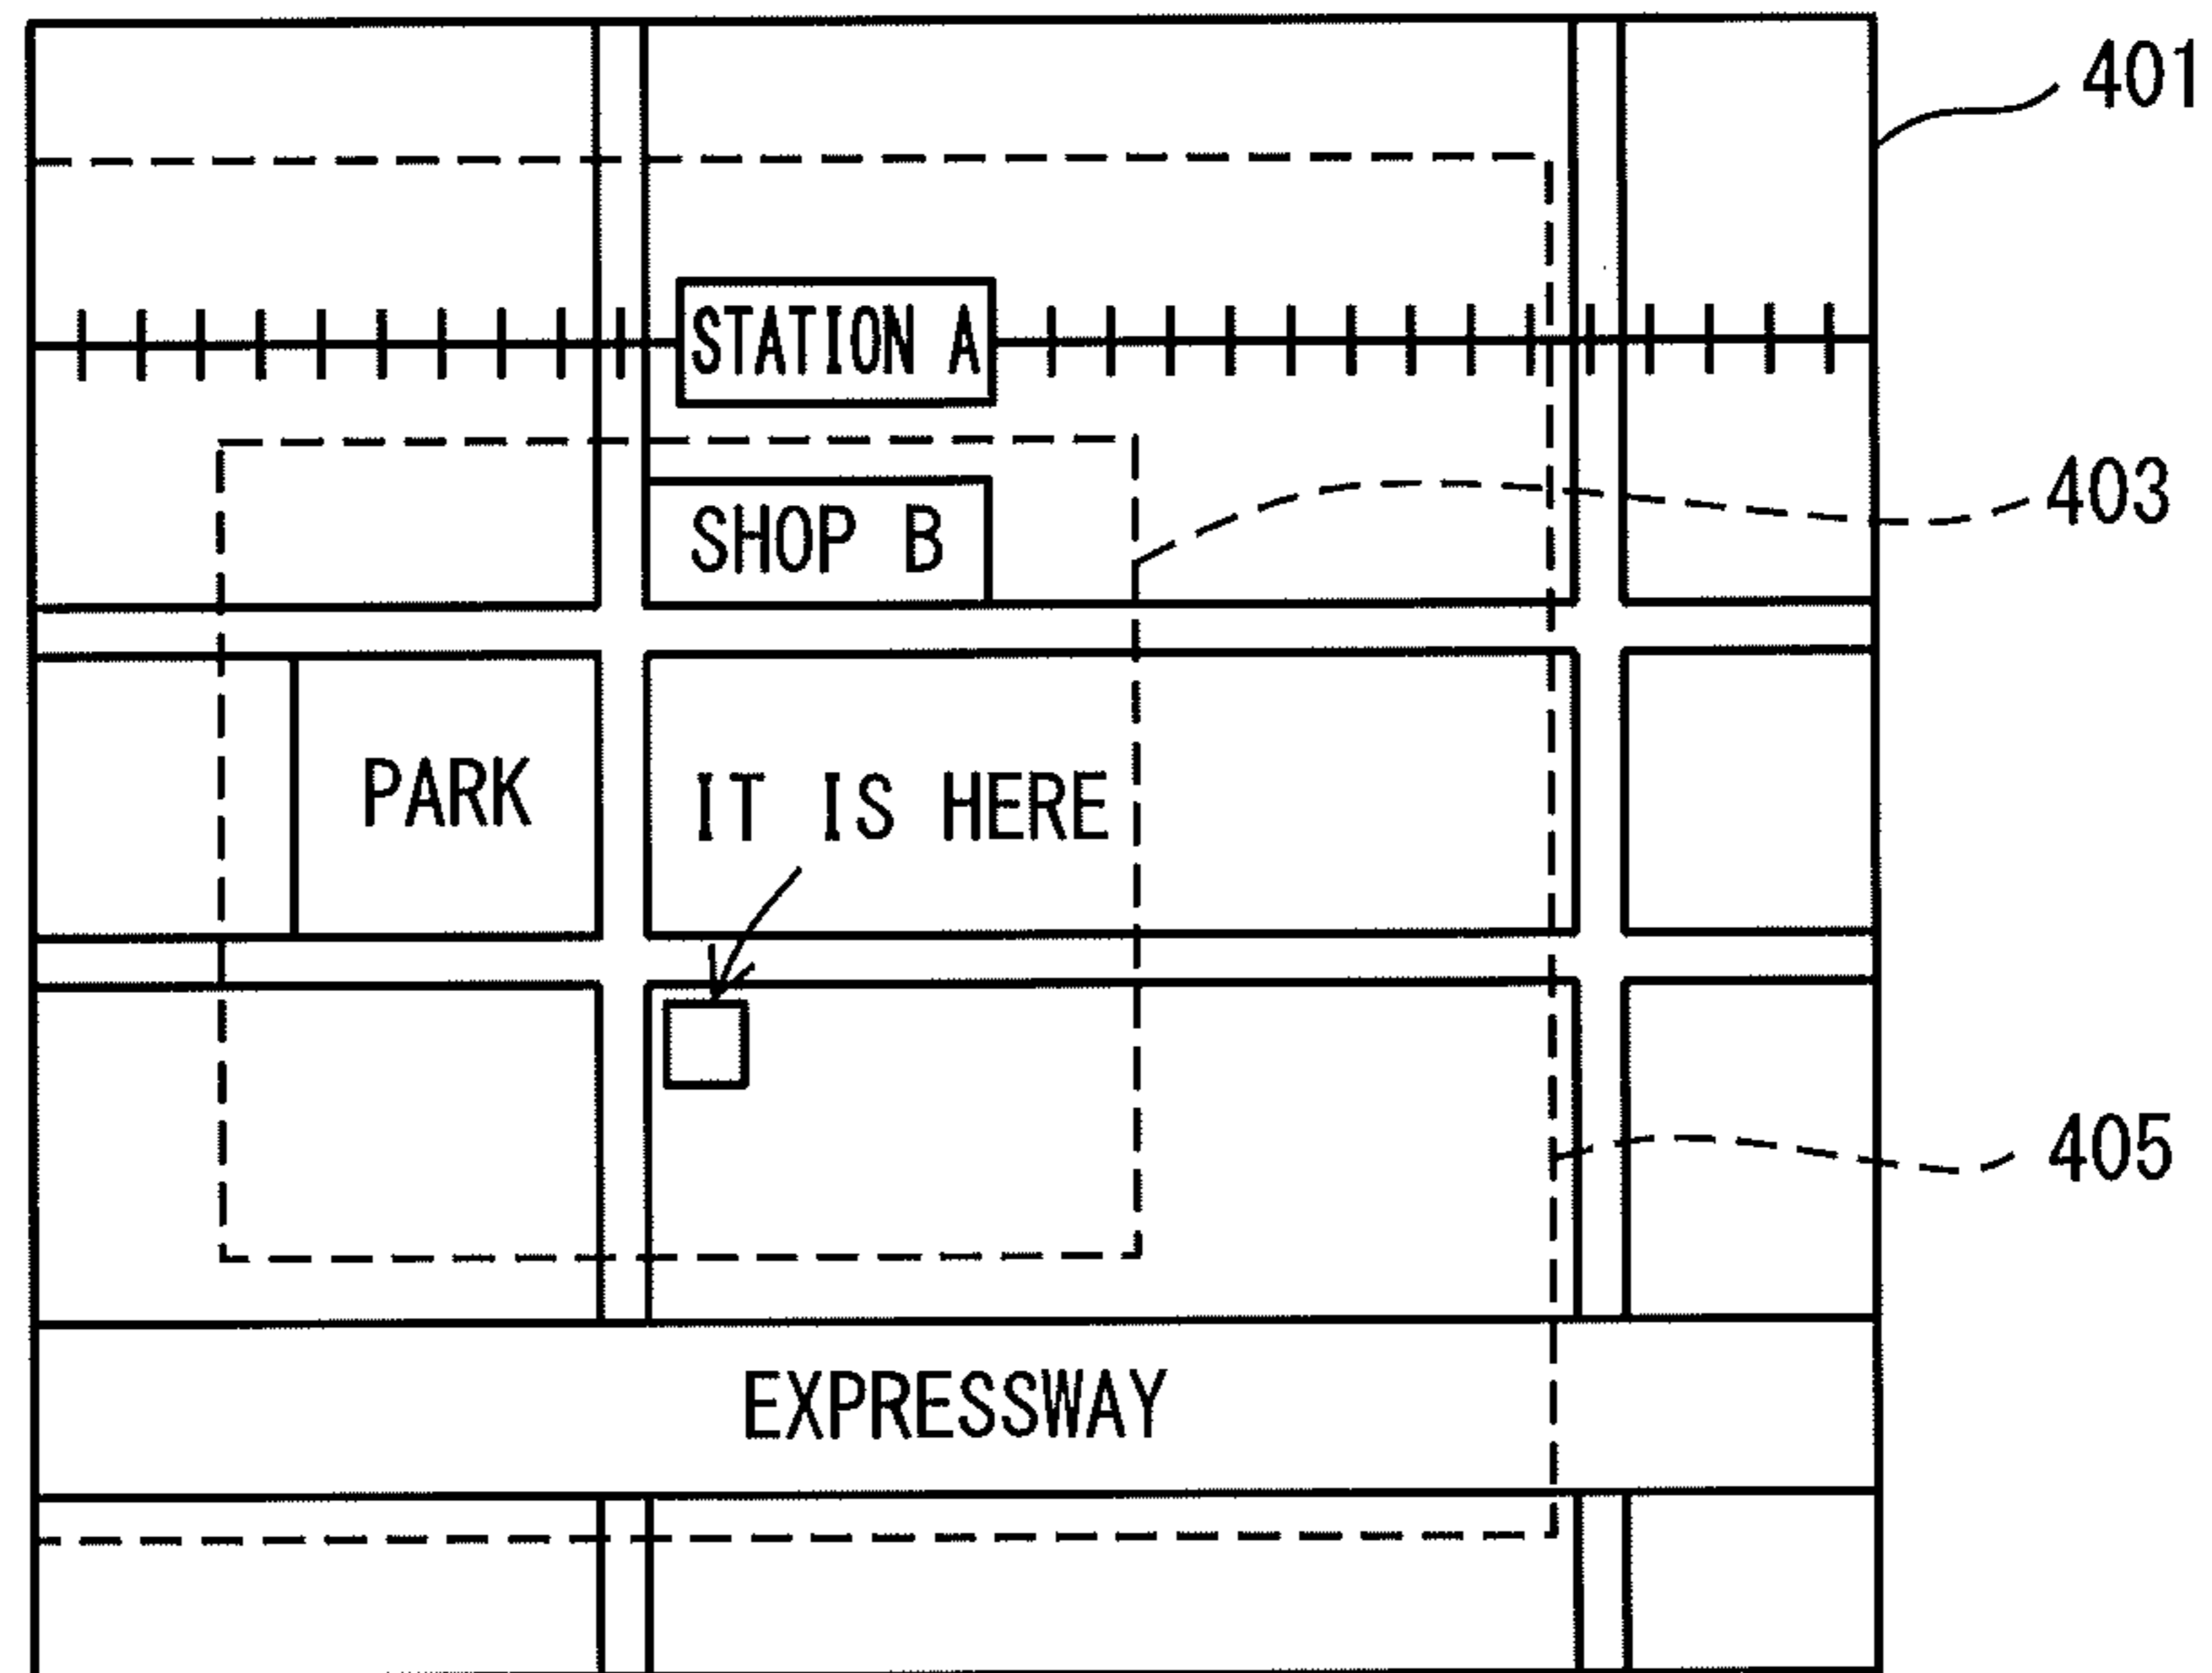 401
STATION A
403
SHOP B
PARK
IT IS HERE
405
EXPRESSWAY